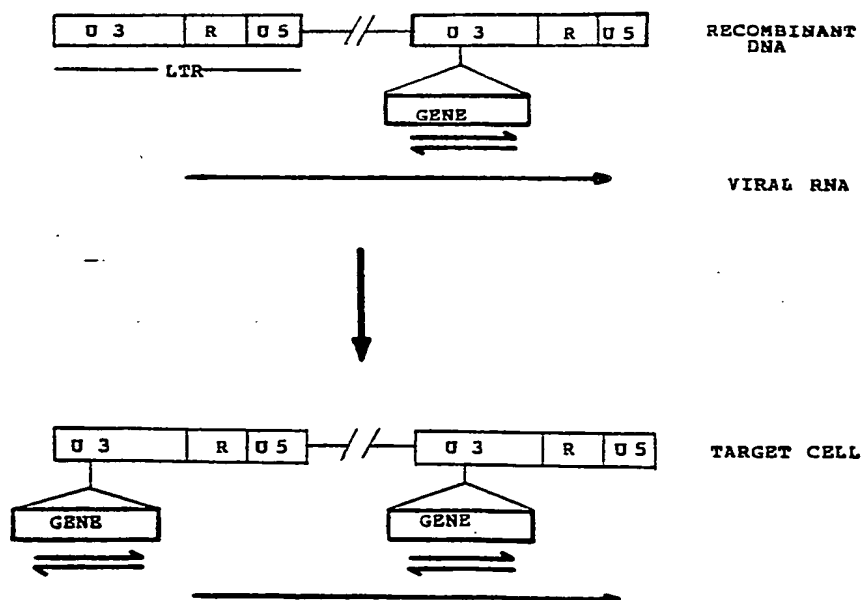 U 3 R U 5 U 3 R U 5 RECOMBINANT
DNA
LTR
GENE
VIRAL RNA
U 3 R U 5 U 3 R U 5 TARGET CELL
GENE GENE